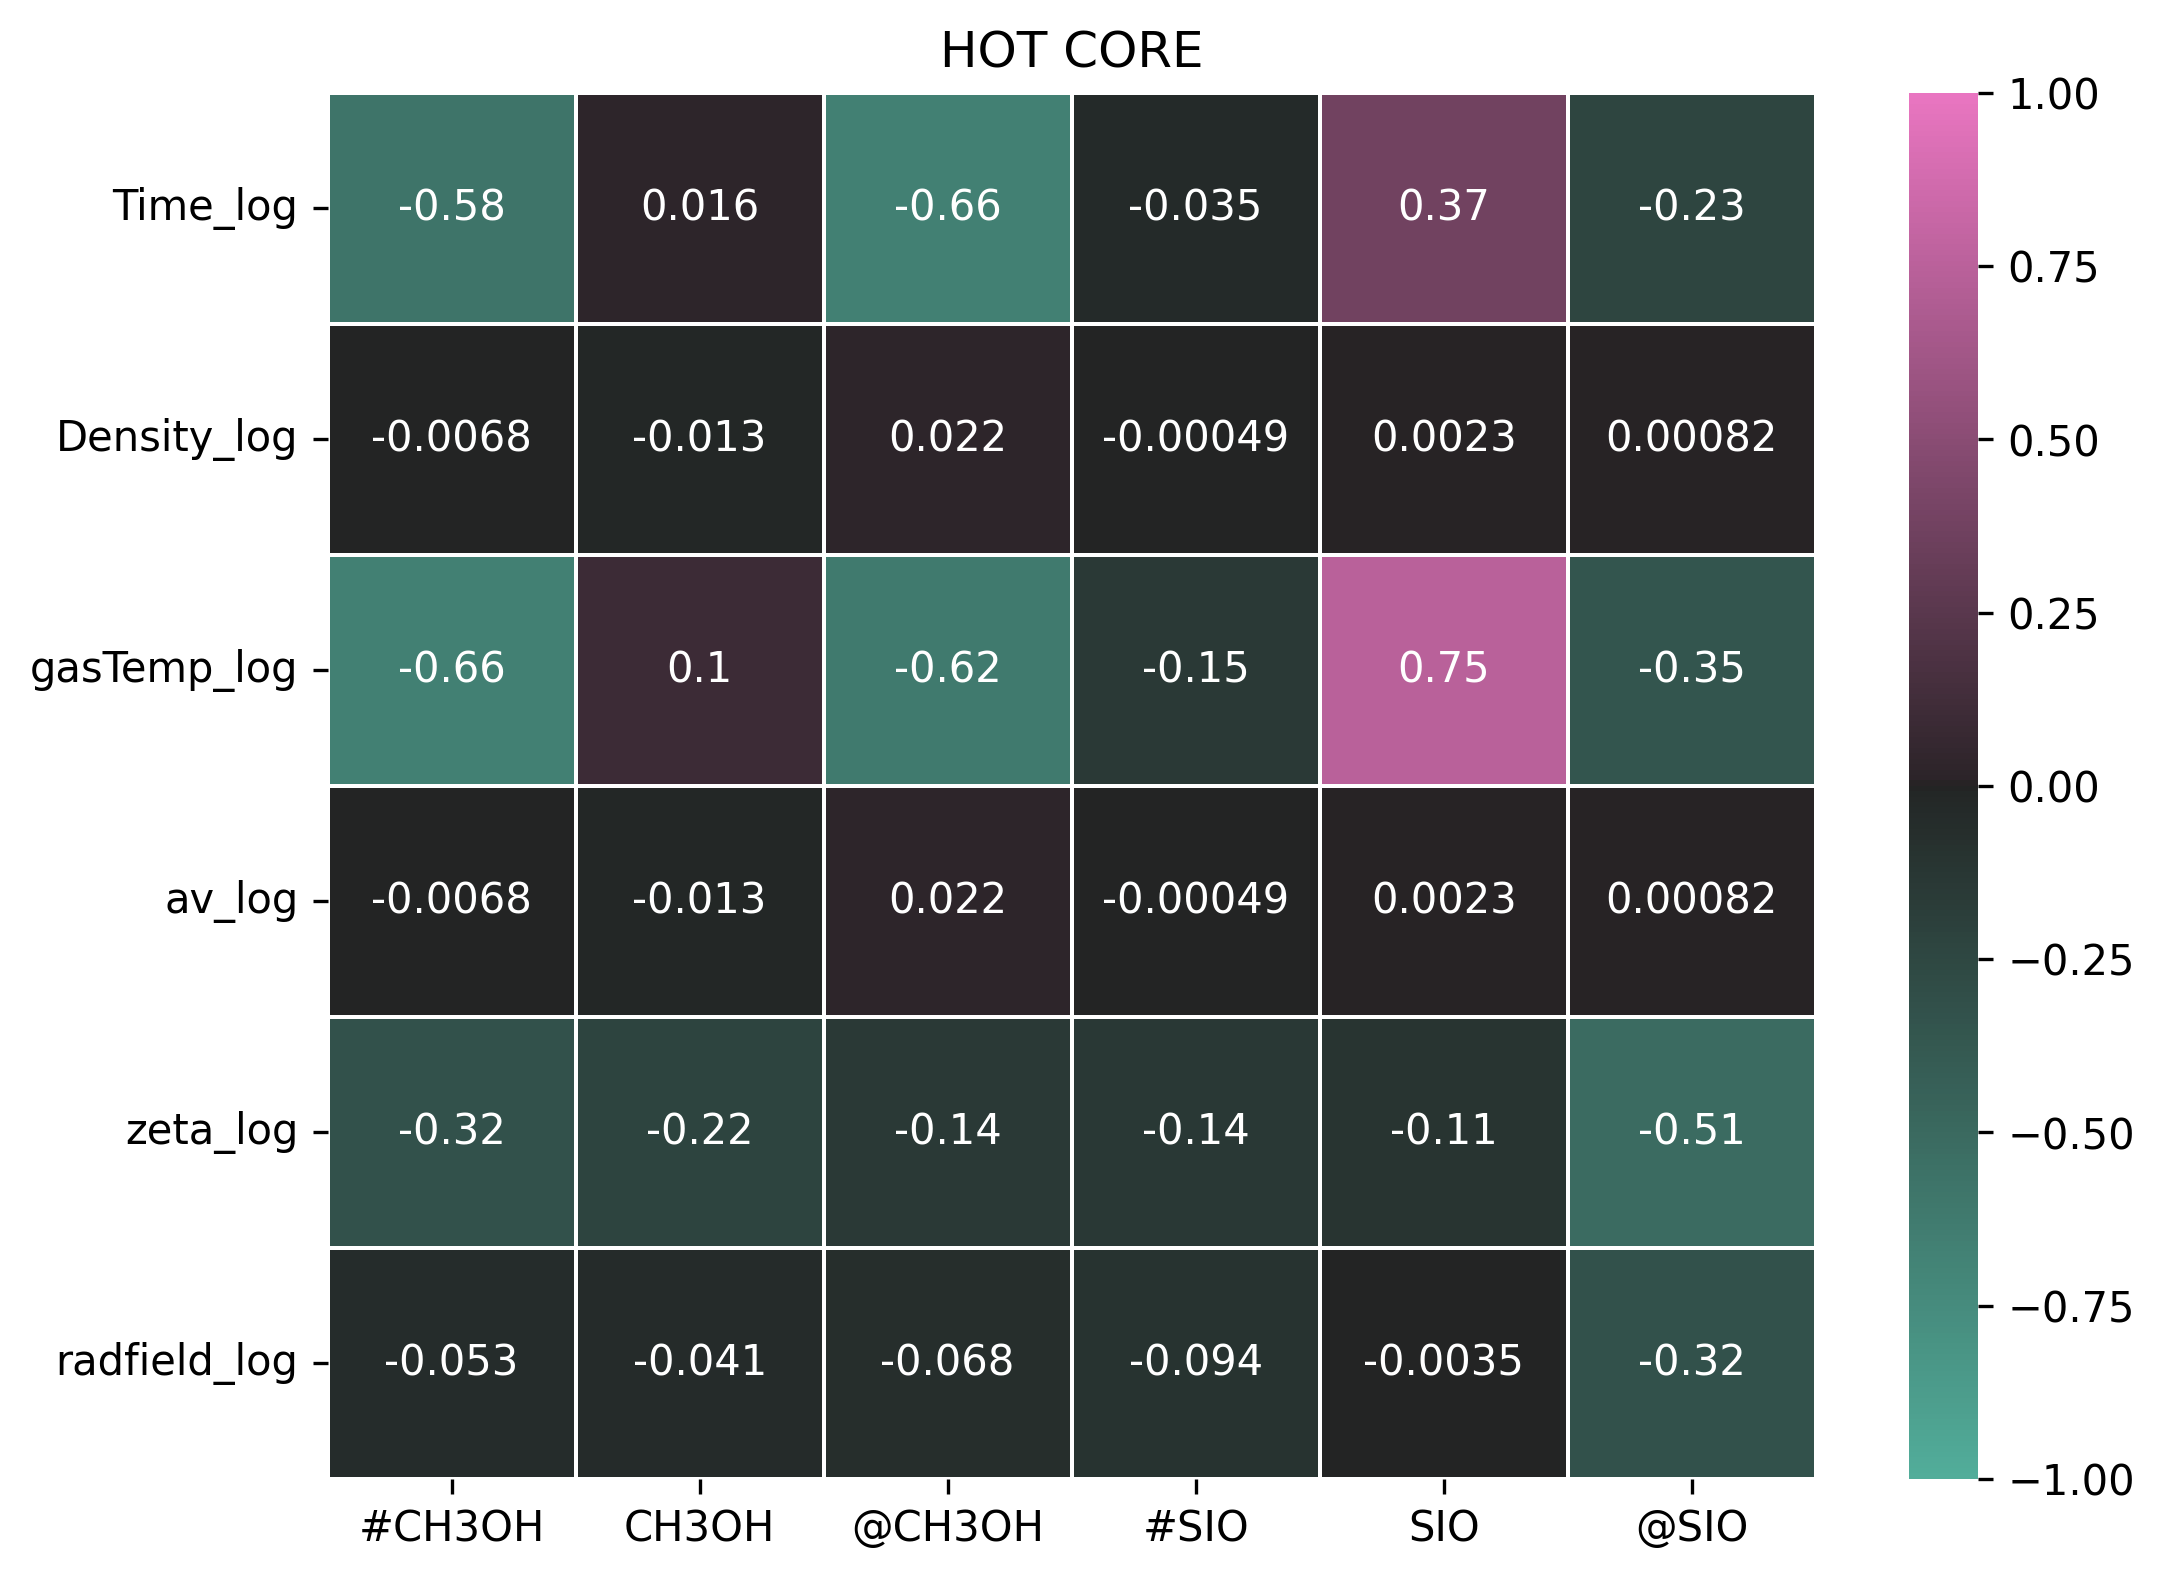 HOT CORE
Time_log -0.58 0.016 -0.66 -0.035 0.37 -0.23
Density_log -0.0068 -0.013 0.022 -0.00049 0.0023 0.00082
gasTemp_log -0.66 0.1 -0.62 -0.15 0.75 -0.35
av_log -0.0068 -0.013 0.022 -0.00049 0.0023 0.00082
zeta_log -0.32 -0.22 -0.14 -0.14 -0.11 -0.51
radfield_log -0.053 -0.041 -0.068 -0.094 -0.0035 -0.32
#CH3OH CH3OH @CH3OH #SIO SIO @SIO
1.00
0.75
0.50
0.25
0.00
−0.25
−0.50
−0.75
−1.00